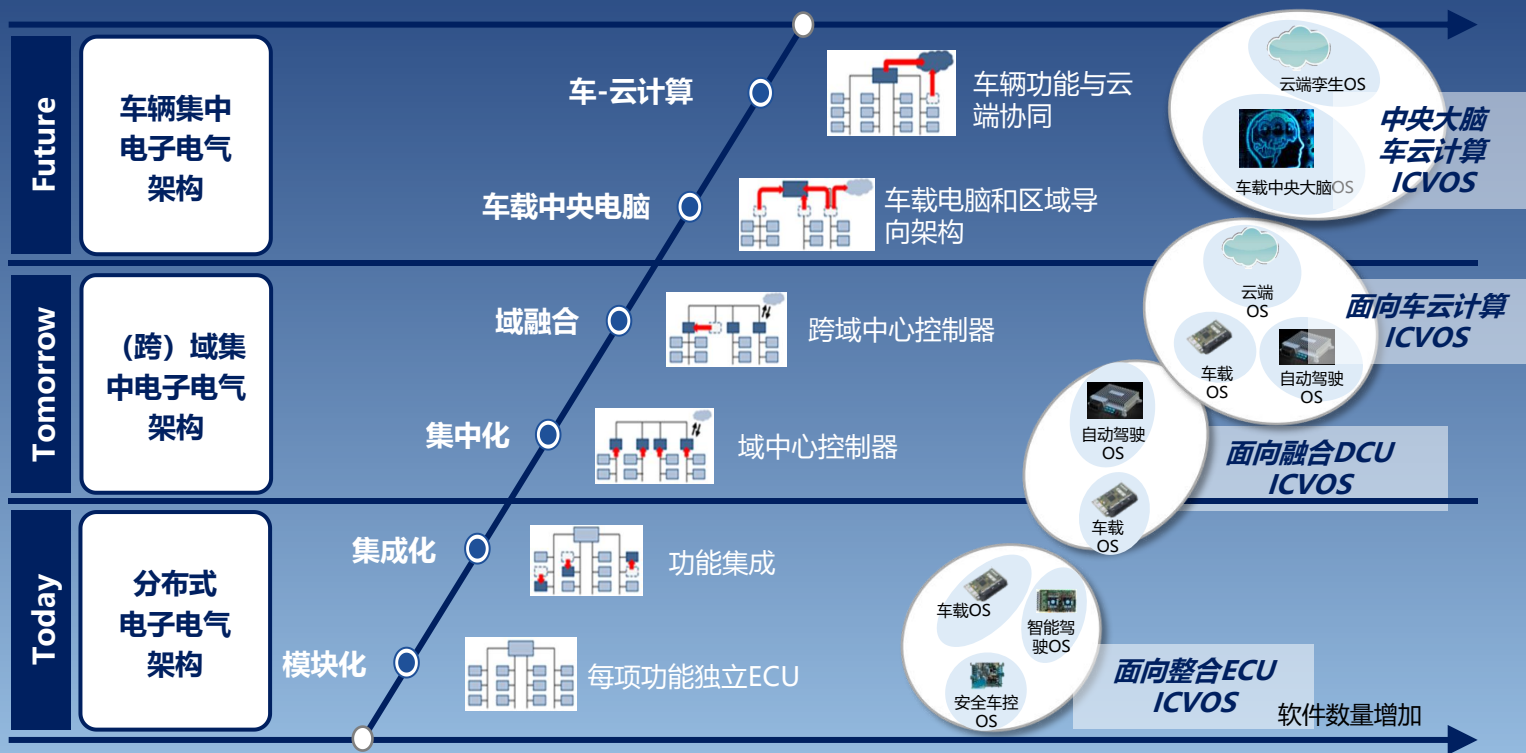 Future
车辆集中
电子电气
架构
车-云计算
车辆功能与云
端协同
云端孪生OS
车载中央大脑OS
中央大脑
车云计算
ICVOS
车载中央电脑
车载电脑和区域导
向架构
Tomorrow
（跨）域集
中电子电气
架构
域融合
跨域中心控制器
云端
OS
车载
OS
自动驾驶
OS
面向车云计算
ICVOS
集中化
域中心控制器
自动驾驶
OS
车载
OS
面向融合DCU
ICVOS
Today
分布式
电子电气
架构
集成化
功能集成
模块化
每项功能独立ECU
车载OS
智能驾
驶OS
安全车控
OS
面向整合ECU
ICVOS
软件数量增加